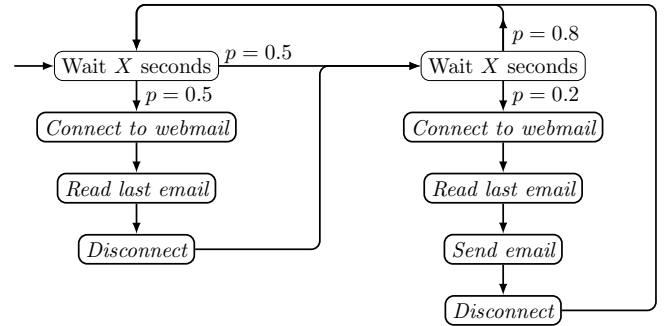 p = 0.8
Wait X seconds
p = 0.5
Wait X seconds
p = 0.5
p = 0.2
Connect to webmail
Connect to webmail
Read last email
Read last email
Disconnect
Send email
Disconnect